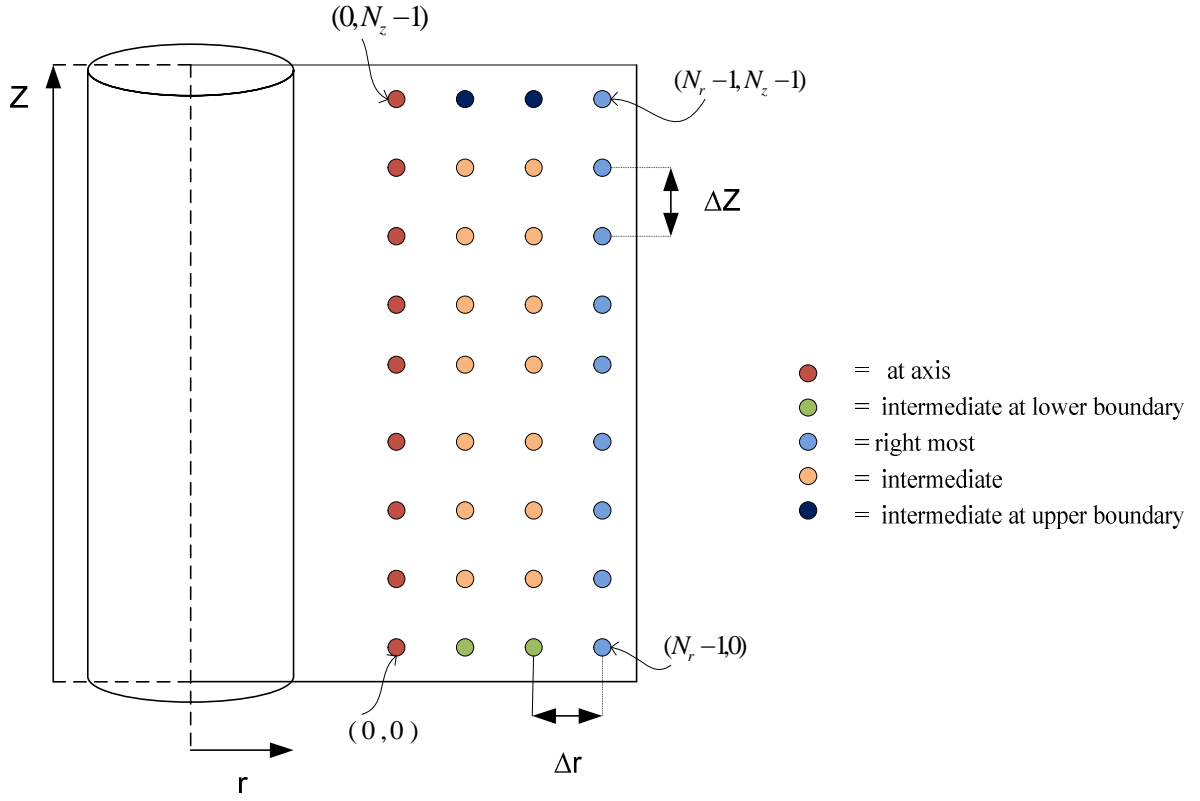 (0, N_z −1)
Z
(N_r −1, N_z −1)
ΔZ
= at axis
= intermediate at lower boundary
= right most
= intermediate
= intermediate at upper boundary
(N_r −1,0)
(0,0)
Δr
r